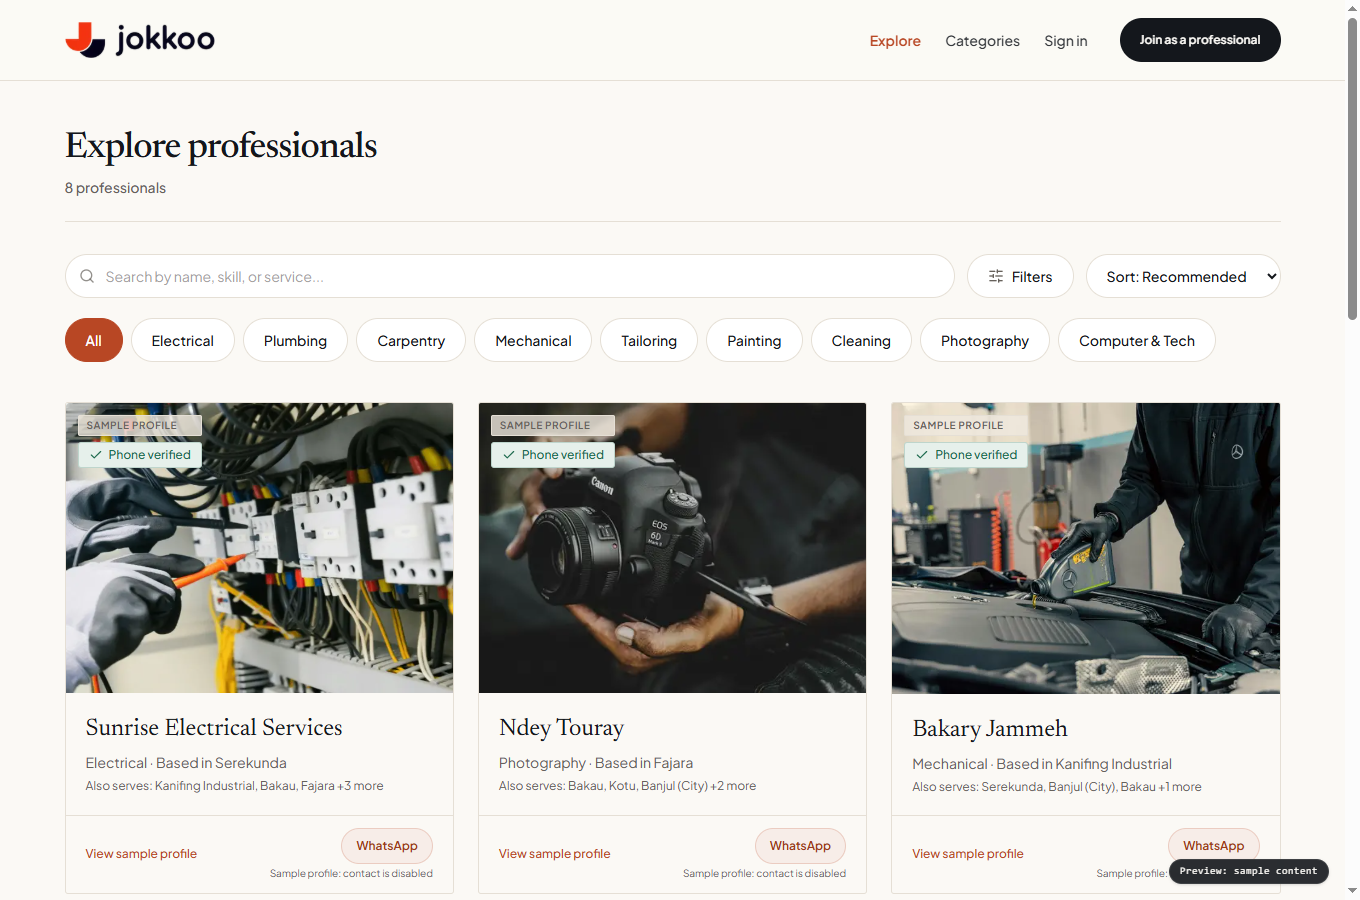 jokkoo
Explore
Categories
Sign in
Join as a professional
Explore professionals
8 professionals
Search by name, skill, or service...
Filters
Sort: Recommended
All
Electrical
Plumbing
Carpentry
Mechanical
Tailoring
Painting
Cleaning
Photography
Computer & Tech
SAMPLE PROFILE
Phone verified
SAMPLE PROFILE
Phone verified
Canon
EOS
6D
Mark II
SAMPLE PROFILE
Phone verified
Sunrise Electrical Services
Electrical · Based in Serekunda
Also serves: Kanifing Industrial, Bakau, Fajara +3 more
View sample profile
WhatsApp
Sample profile: contact is disabled
Ndey Touray
Photography · Based in Fajara
Also serves: Bakau, Kotu, Banjul (City) +2 more
View sample profile
WhatsApp
Sample profile: contact is disabled
Bakary Jammeh
Mechanical · Based in Kanifing Industrial
Also serves: Serekunda, Banjul (City), Bakau +1 more
View sample profile
WhatsApp
Sample profile:
Preview: sample content